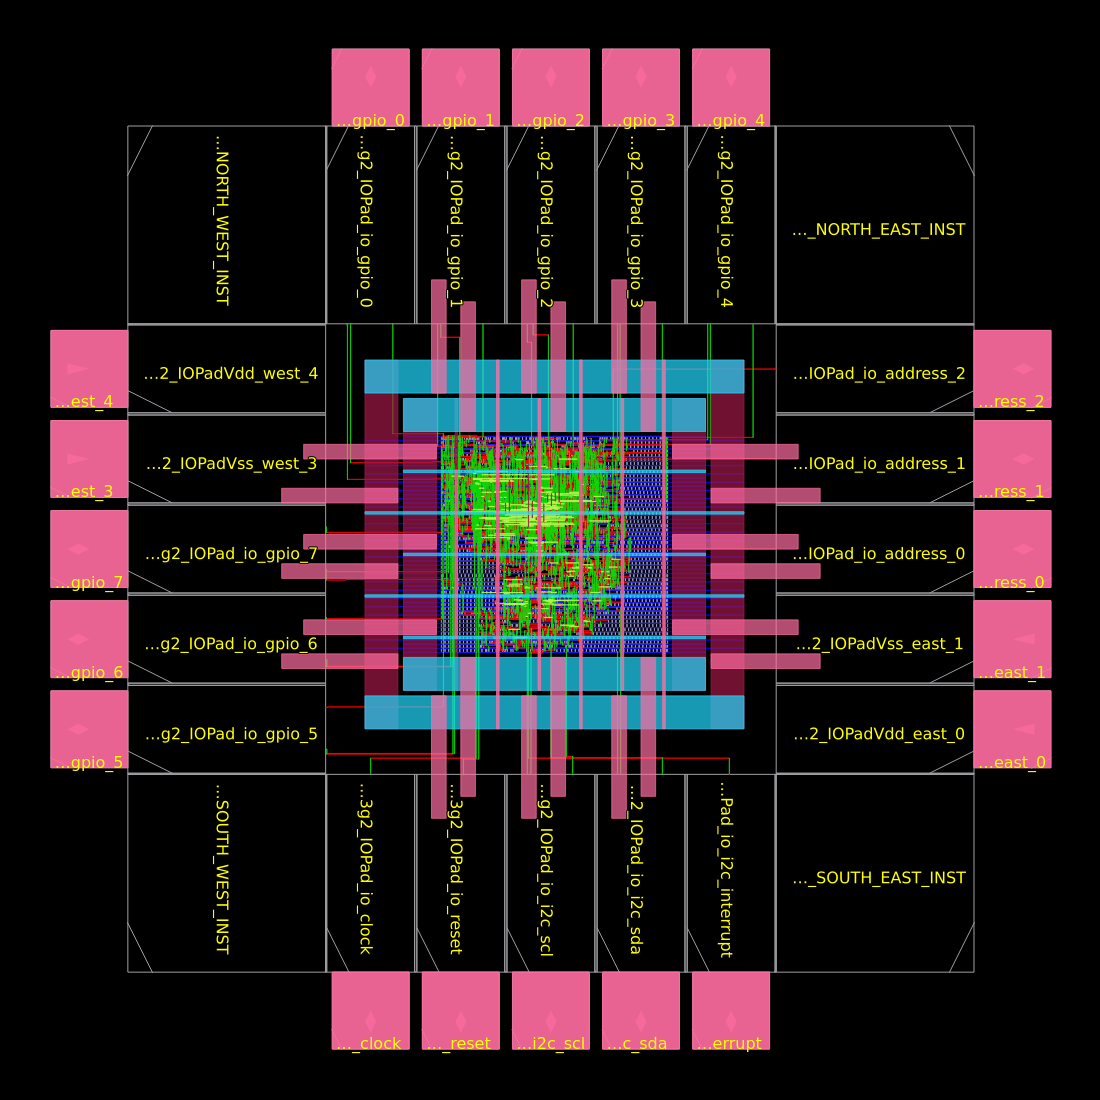 ...gpio_0
...gpio_1
...gpio_2
...gpio_3
...gpio_4
...NORTH_WEST_INST
...g2_IOPad_io_gpio_0
...g2_IOPad_io_gpio_1
...g2_IOPad_io_gpio_2
...g2_IOPad_io_gpio_3
...g2_IOPad_io_gpio_4
..._NORTH_EAST_INST
...est_4
...2_IOPadVdd_west_4
...IOPad_io_address_2
...ress_2
...est_3
...2_IOPadVss_west_3
...IOPad_io_address_1
...ress_1
...gpio_7
...g2_IOPad_io_gpio_7
...IOPad_io_address_0
...ress_0
...gpio_6
...g2_IOPad_io_gpio_6
...2_IOPadVss_east_1
...east_1
...gpio_5
...g2_IOPad_io_gpio_5
...2_IOPadVdd_east_0
...east_0
...SOUTH_WEST_INST
...3g2_IOPad_io_clock
...3g2_IOPad_io_reset
...g2_IOPad_io_i2c_scl
...2_IOPad_io_i2c_sda
...Pad_io_i2c_interrupt
..._SOUTH_EAST_INST
..._clock
..._reset
...i2c_scl
...c_sda
...errupt